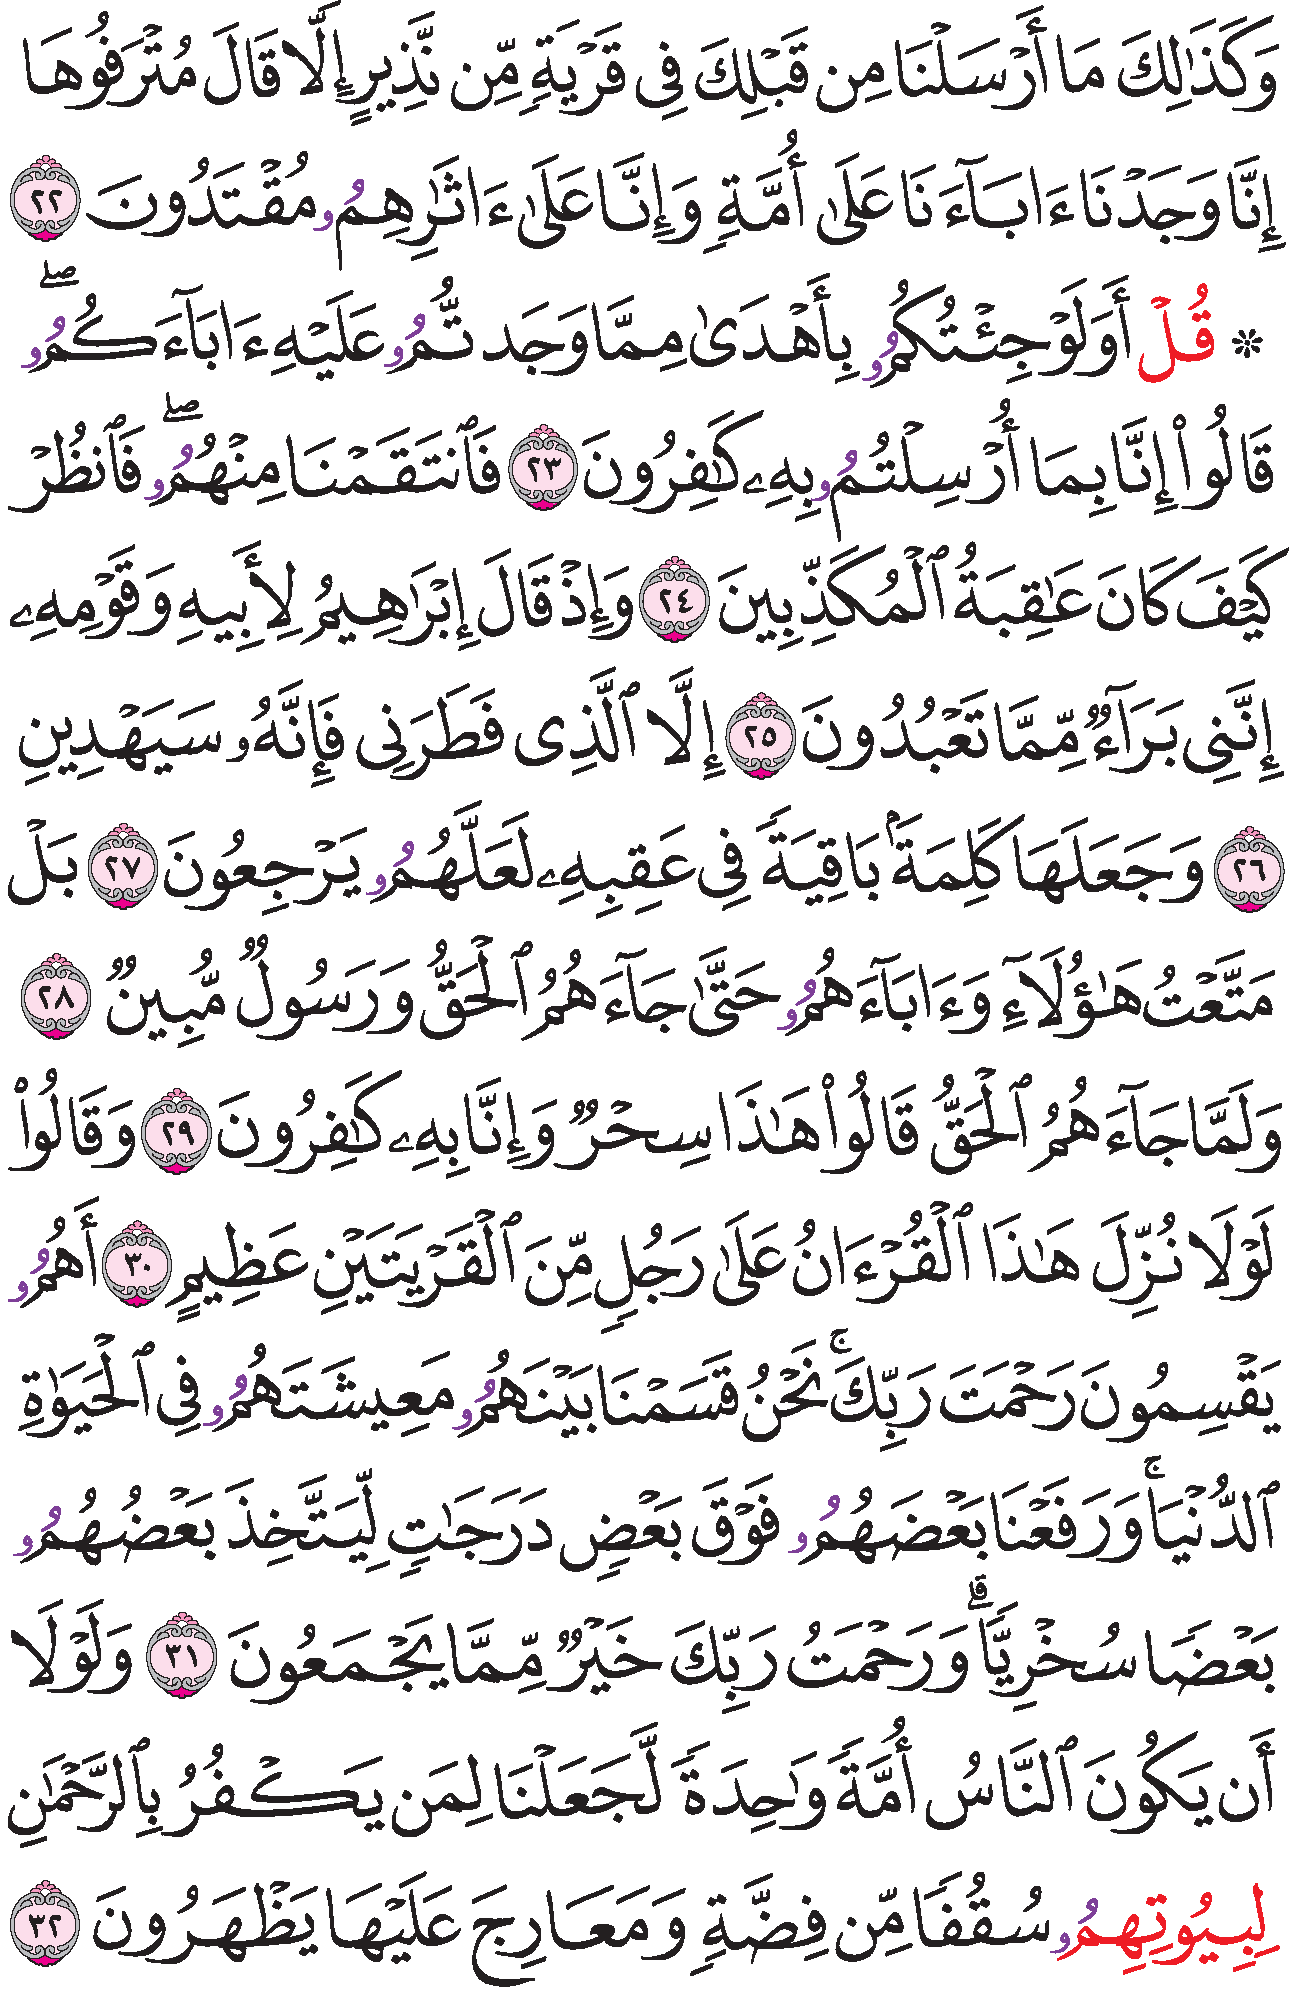 وَكَذَٰلِكَ مَا أَرْسَلْنَا مِن قَبْلِكَ فِى قَرْيَةٍ مِّن نَّذِيرٍ إِلَّا قَالَ مُتْرَفُوهَا
إِنَّا وَجَدْنَا ءَابَآءَنَا عَلَىٰ أُمَّةٍ وَإِنَّا عَلَىٰ ءَاثَٰرِهِمُۥ مُقْتَدُونَ ٢٢
۞ قُلْ أَوَلَوْ جِئْتُكُمُۥ بِأَهْدَىٰ مِمَّا وَجَدتُّمُۥ عَلَيْهِ ءَابَآءَكُمُۥۖ
قَالُوا۟ إِنَّا بِمَا أُرْسِلْتُمُۥ بِهِۦ كَٰفِرُونَ ٢٣ فَٱنتَقَمْنَا مِنْهُمُۥۖ فَٱنظُرْ
كَيْفَ كَانَ عَٰقِبَةُ ٱلْمُكَذِّبِينَ ٢٤ وَإِذْ قَالَ إِبْرَٰهِيمُ لِأَبِيهِ وَقَوْمِهِۦ
إِنَّنِى بَرَآءٌ مِّمَّا تَعْبُدُونَ ٢٥ إِلَّا ٱلَّذِى فَطَرَنِى فَإِنَّهُۥ سَيَهْدِينِ
٢٦ وَجَعَلَهَا كَلِمَةَۢ بَاقِيَةً فِى عَقِبِهِۦ لَعَلَّهُمُۥ يَرْجِعُونَ ٢٧ بَلْ
مَتَّعْتُ هَٰؤُلَآءِ وَءَابَآءَهُمُۥ حَتَّىٰ جَآءَهُمُ ٱلْحَقُّ وَرَسُولٌ مُّبِينٌ ٢٨
وَلَمَّا جَآءَهُمُ ٱلْحَقُّ قَالُوا۟ هَٰذَا سِحْرٌ وَإِنَّا بِهِۦ كَٰفِرُونَ ٢٩ وَقَالُوا۟
لَوْلَا نُزِّلَ هَٰذَا ٱلْقُرْءَانُ عَلَىٰ رَجُلٍ مِّنَ ٱلْقَرْيَتَيْنِ عَظِيمٍ ٣٠ أَهُمُۥ
يَقْسِمُونَ رَحْمَتَ رَبِّكَۚ نَحْنُ قَسَمْنَا بَيْنَهُمُۥ مَعِيشَتَهُمُۥ فِى ٱلْحَيَوٰةِ
ٱلدُّنْيَاۚ وَرَفَعْنَا بَعْضَهُمُۥ فَوْقَ بَعْضٍ دَرَجَٰتٍ لِّيَتَّخِذَ بَعْضُهُمُۥ
بَعْضًا سُخْرِيًّاۗ وَرَحْمَتُ رَبِّكَ خَيْرٌ مِّمَّا يَجْمَعُونَ ٣١ وَلَوْلَا
أَن يَكُونَ ٱلنَّاسُ أُمَّةً وَٰحِدَةً لَّجَعَلْنَا لِمَن يَكْفُرُ بِٱلرَّحْمَٰنِ
لِبِيُوتِهِمُۥ سُقُفًا مِّن فِضَّةٍ وَمَعَارِجَ عَلَيْهَا يَظْهَرُونَ ٣٢